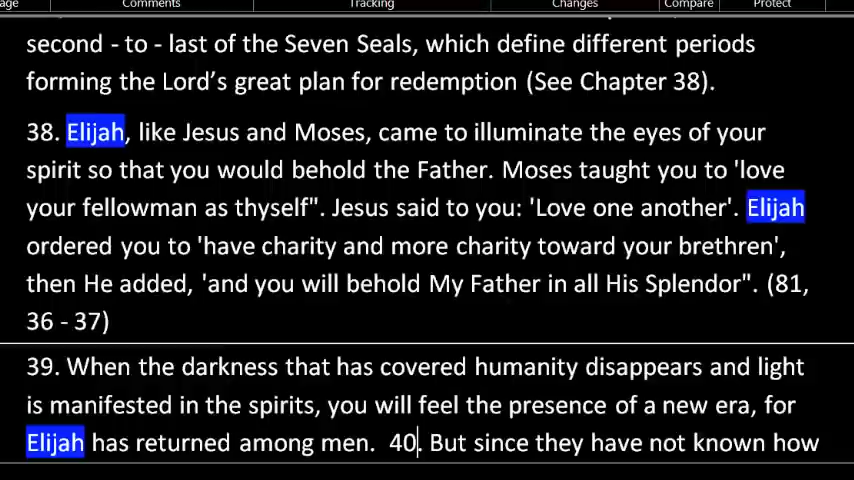 age Comments Tracking Changes Compare Protect
second - to - last of the Seven Seals, which define different periods
forming the Lord’s great plan for redemption (See Chapter 38).
38. Elijah, like Jesus and Moses, came to illuminate the eyes of your
spirit so that you would behold the Father. Moses taught you to 'love
your fellowman as thyself". Jesus said to you: 'Love one another'. Elijah
ordered you to 'have charity and more charity toward your brethren',
then He added, 'and you will behold My Father in all His Splendor". (81,
36 - 37)
39. When the darkness that has covered humanity disappears and light
is manifested in the spirits, you will feel the presence of a new era, for
Elijah has returned among men.  40. But since they have not known how